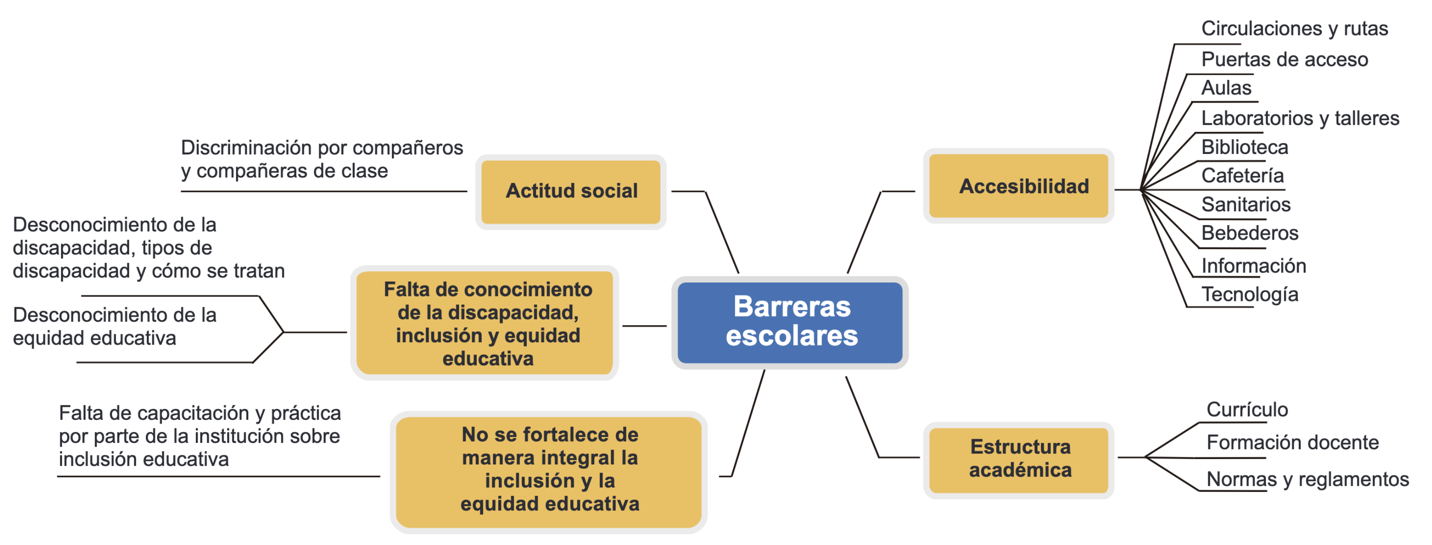 Barreras
escolares
Actitud social
Discriminación por compañeros
y compañeras de clase
Falta de conocimiento
de la discapacidad,
inclusión y equidad
educativa
Desconocimiento de la
discapacidad, tipos de
discapacidad y cómo se tratan
Desconocimiento de la
equidad educativa
No se fortalece de
manera integral la
inclusión y la
equidad educativa
Falta de capacitación y práctica
por parte de la institución sobre
inclusión educativa
Accesibilidad
Circulaciones y rutas
Puertas de acceso
Aulas
Laboratorios y talleres
Biblioteca
Cafetería
Sanitarios
Bebederos
Información
Tecnología
Estructura
académica
Currículo
Formación docente
Normas y reglamentos